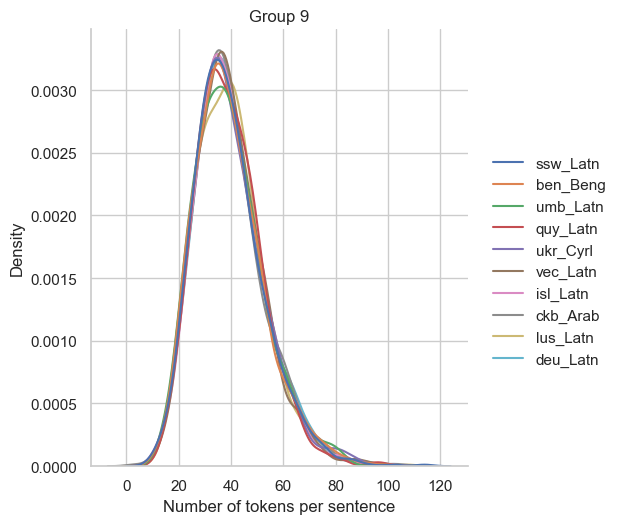 Group 9
Density
0.0030
0.0025
0.0020
0.0015
0.0010
0.0005
0.0000
0
20
40
60
80
100
120
Number of tokens per sentence
ssw_Latn
ben_Beng
umb_Latn
quy_Latn
ukr_Cyrl
vec_Latn
isl_Latn
ckb_Arab
lus_Latn
deu_Latn